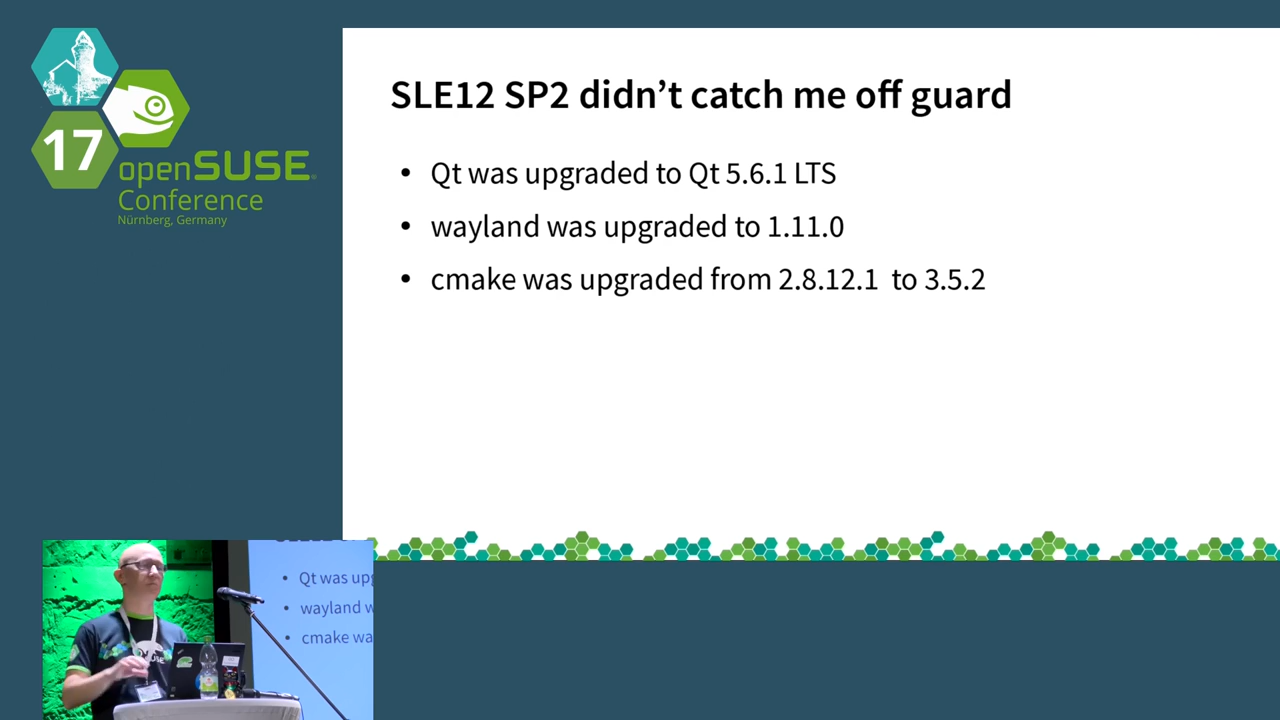 17
openSUSE
Conference
Nürnberg, Germany
SLE12 SP2 didn't catch me off guard
• Qt was upgraded to Qt 5.6.1 LTS
• wayland was upgraded to 1.11.0
• cmake was upgraded from 2.8.12.1 to 3.5.2
• Qt was upg
• wayland w
• cmake wa